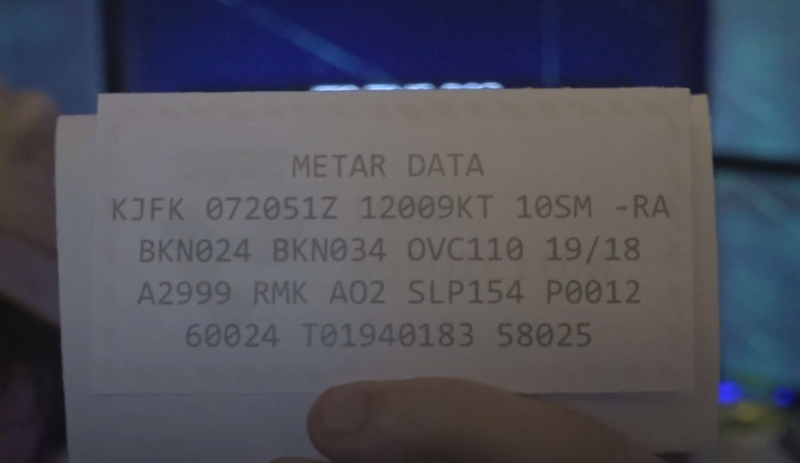 METAR DATA
KJFK 072051Z 12009KT 10SM -RA
BKN024 BKN034 OVC110 19/18
A2999 RMK AO2 SLP154 P0012
60024 T01940183 58025